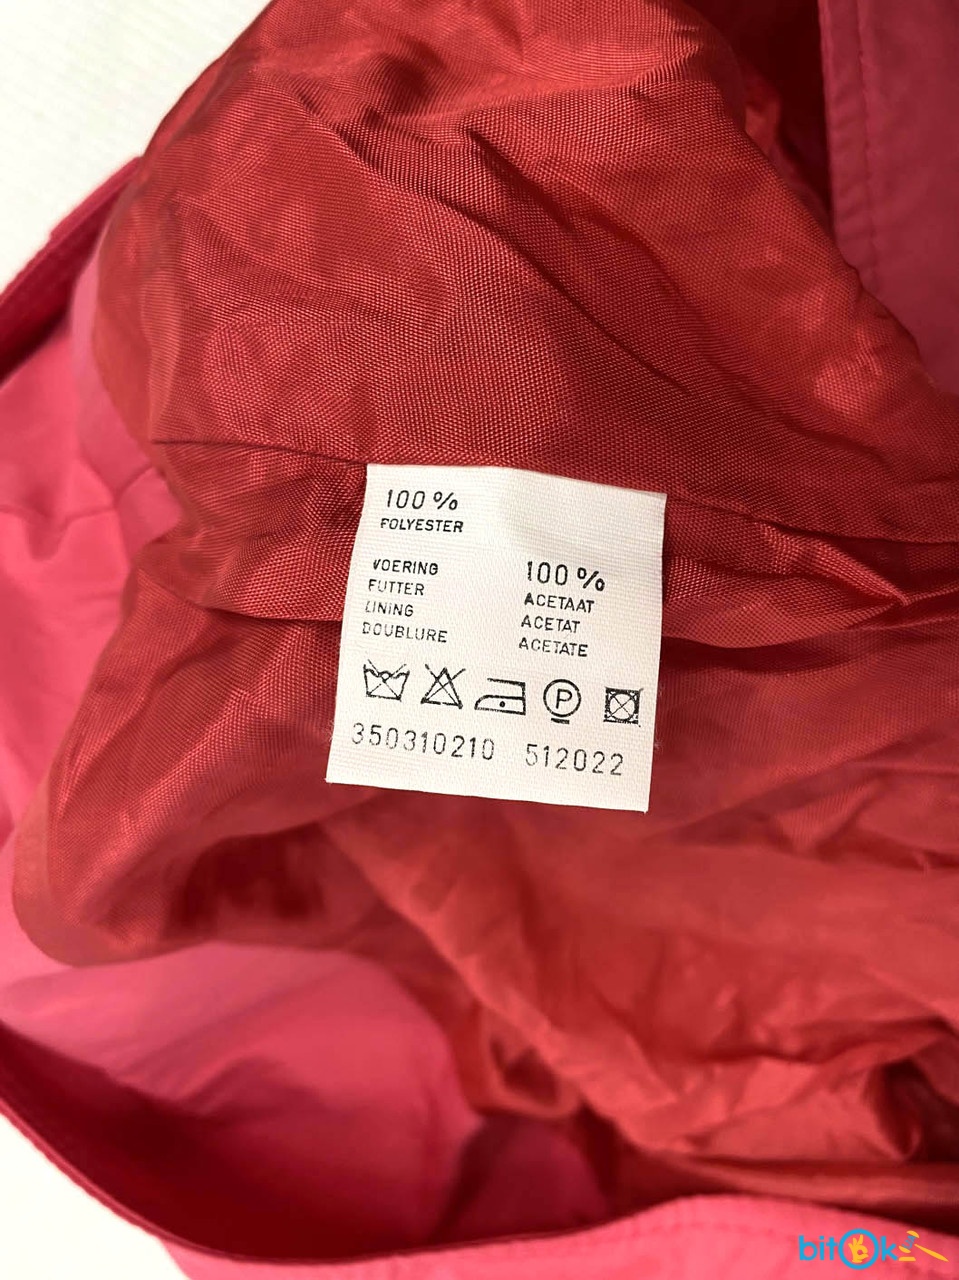 100 %
POLYESTER
VOERING
FUTTER
LINING
DOUBLURE
100 %
ACETAAT
ACETAT
ACETATE
P
350310210 512022
bitOk